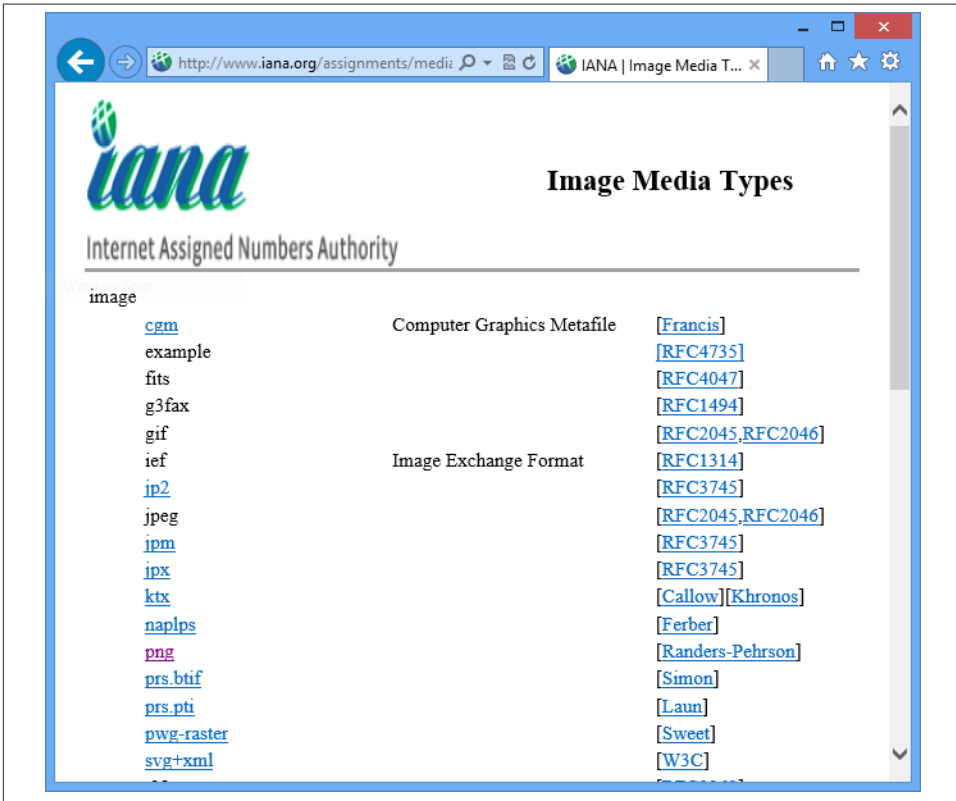 http://www.iana.org/assignments/media
IANA | Image Media T...
iana
Image Media Types
Internet Assigned Numbers Authority
Window Snip
image
cgm Computer Graphics Metafile [Francis]
example [RFC4735]
fits [RFC4047]
g3fax [RFC1494]
gif [RFC2045,RFC2046]
ief Image Exchange Format [RFC1314]
jp2 [RFC3745]
jpeg [RFC2045,RFC2046]
jpm [RFC3745]
jpx [RFC3745]
ktx [Callow][Khronos]
naplps [Ferber]
png [Randers-Pehrson]
prs.btif [Simon]
prs.pti [Laun]
pwg-raster [Sweet]
svg+xml [W3C]